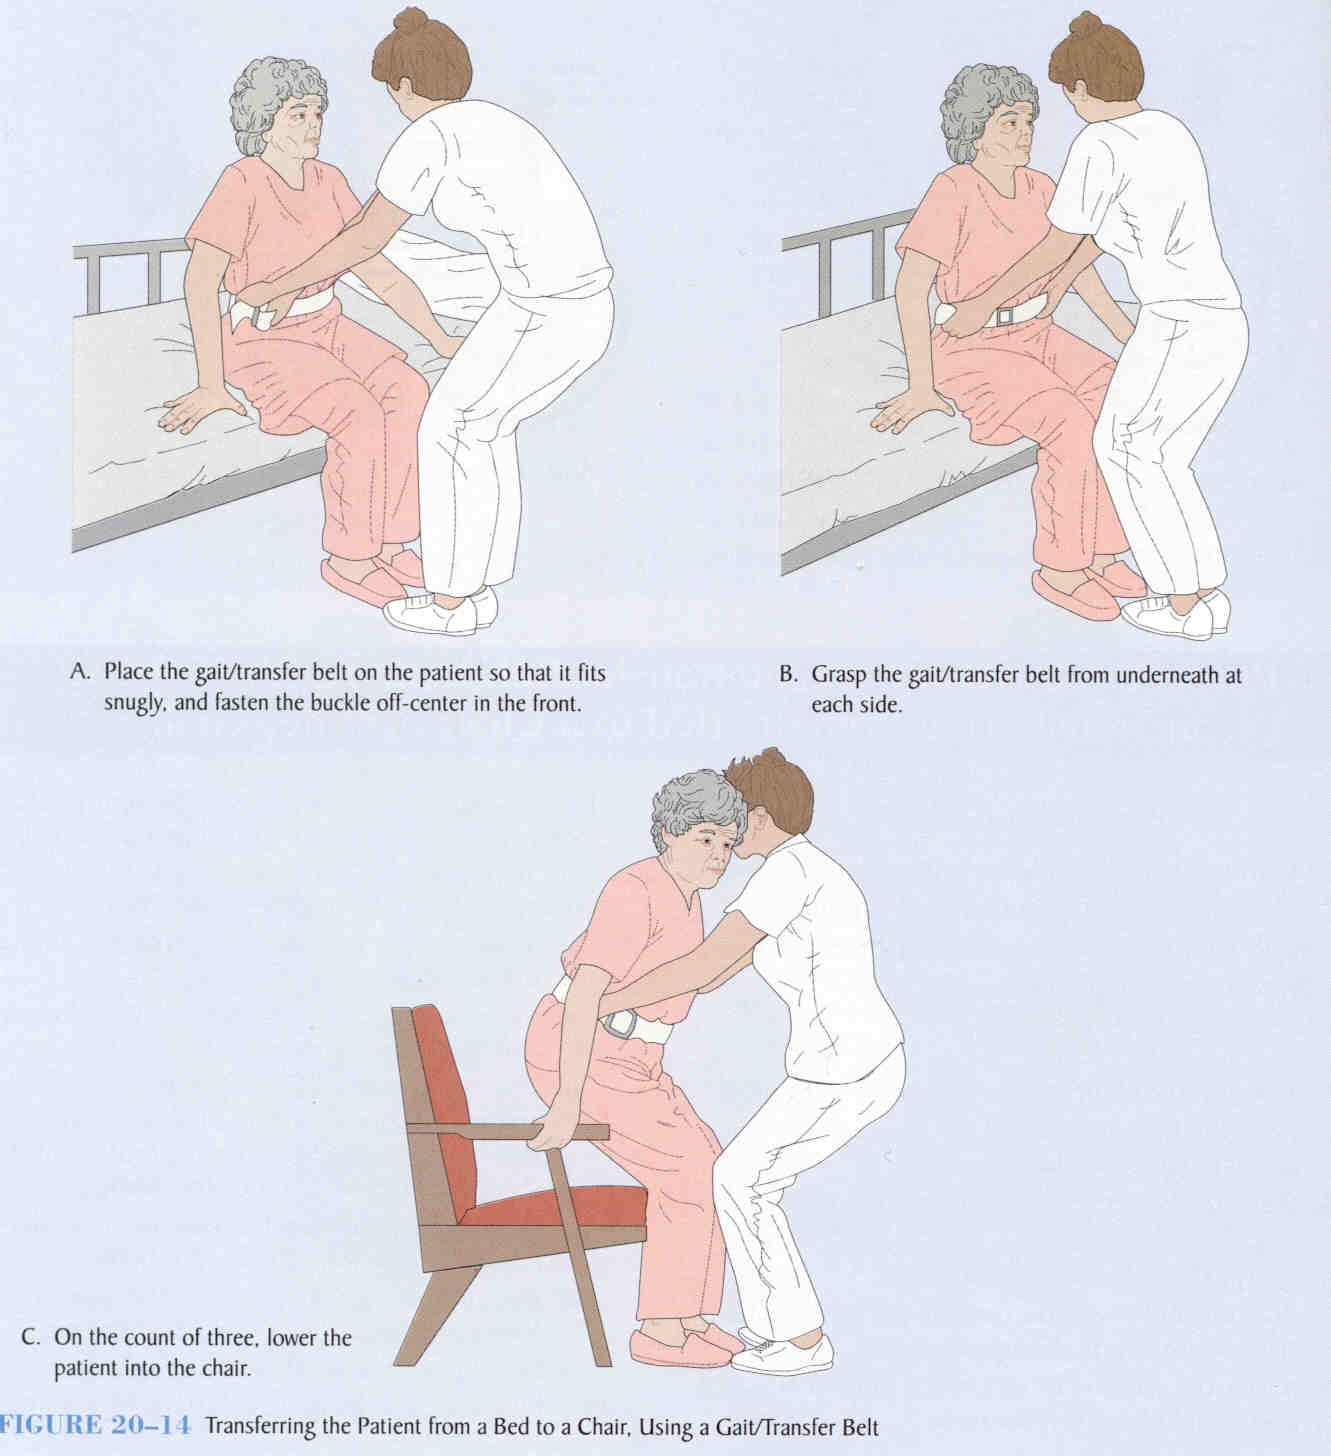 A. Place the gait/transfer belt on the patient so that it fits
snugly, and fasten the buckle off-center in the front.
B. Grasp the gait/transfer belt from underneath at
each side.
C. On the count of three, lower the
patient into the chair.
FIGURE 20–14 Transferring the Patient from a Bed to a Chair, Using a Gait/Transfer Belt